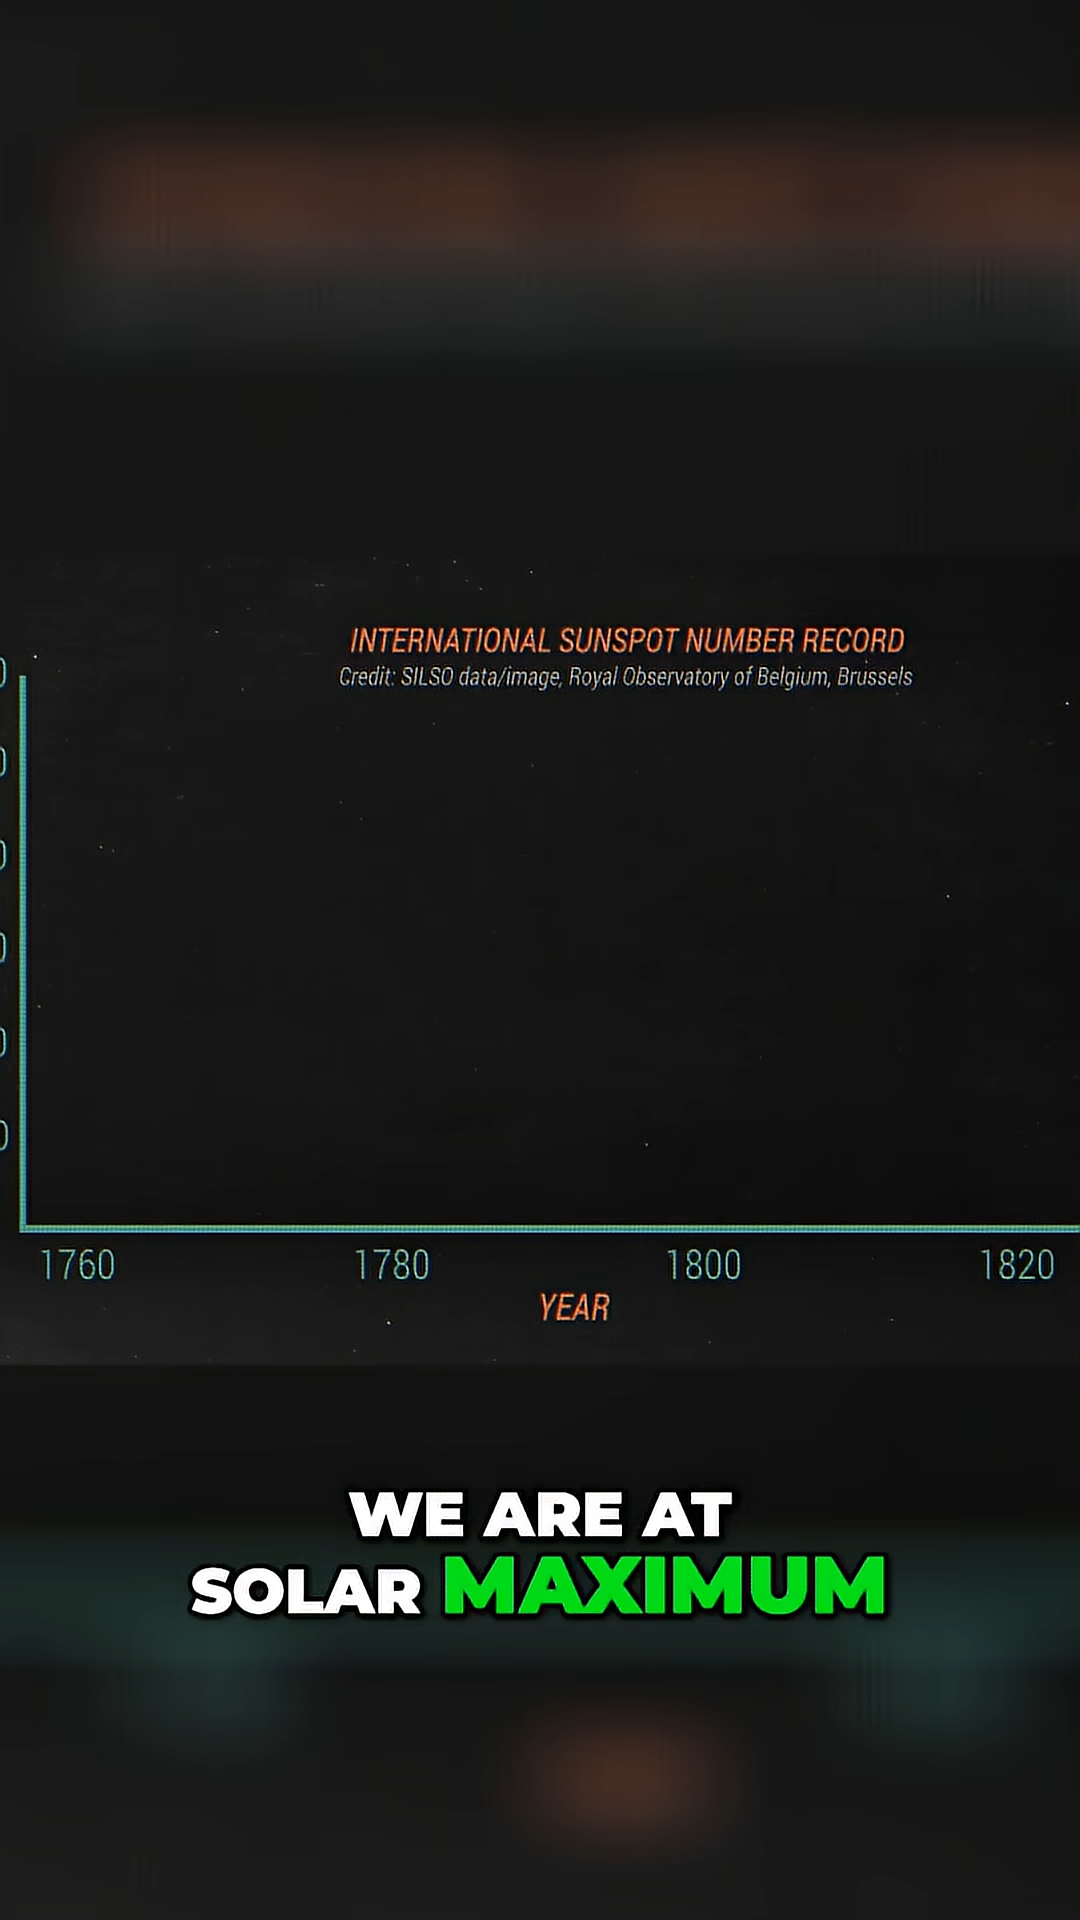 INTERNATIONAL SUNSPOT NUMBER RECORD
Credit: SILSO data/image, Royal Observatory of Belgium, Brussels
1760 1780 1800 1820
YEAR
WE ARE AT
SOLAR MAXIMUM